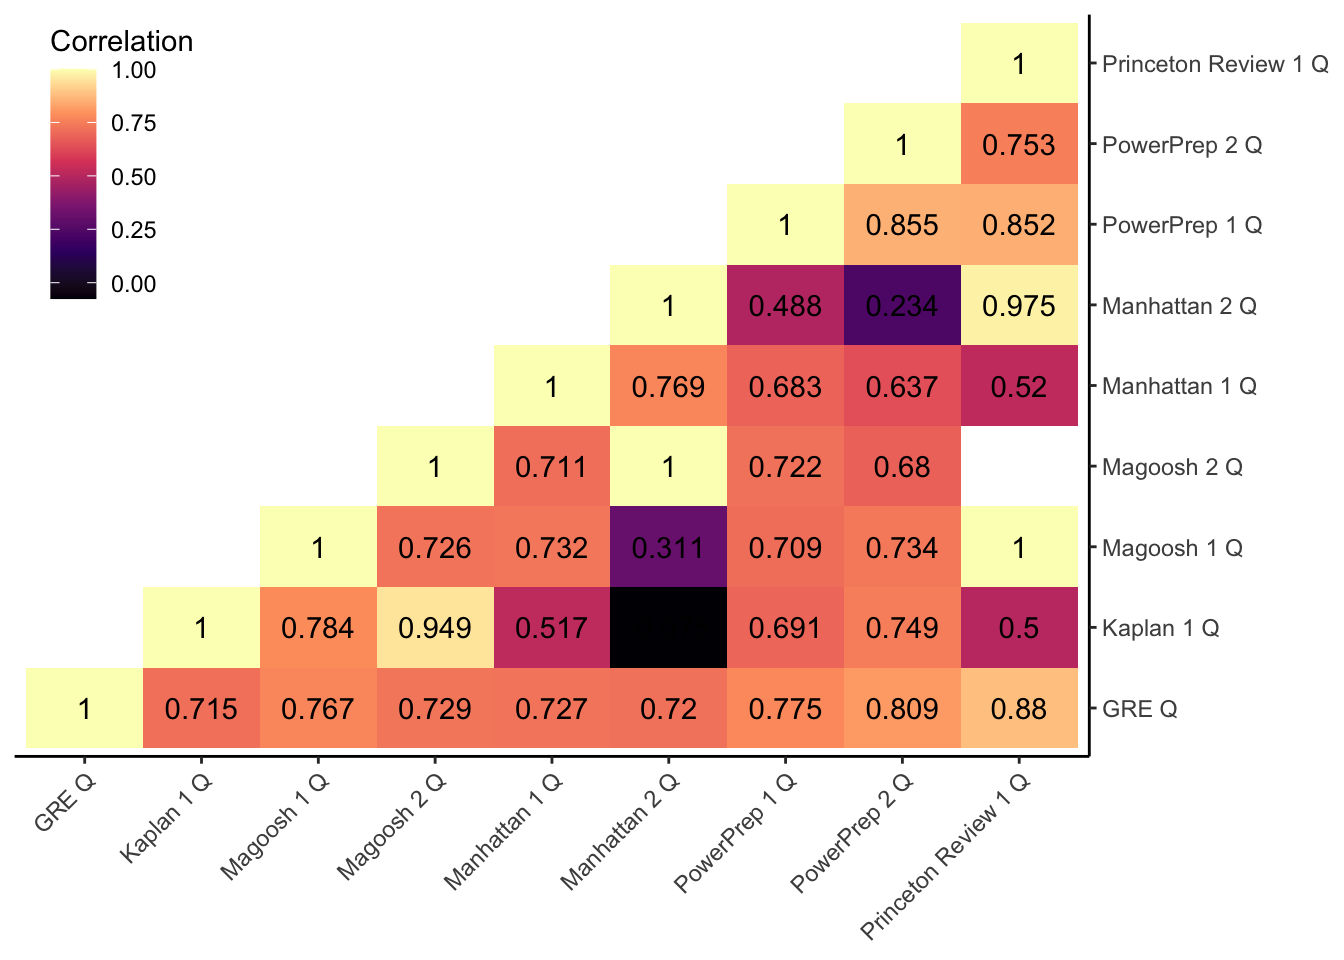 Correlation
1.00
0.75
0.50
0.25
0.00
1 Princeton Review 1 Q
1 0.753 PowerPrep 2 Q
1 0.855 0.852 PowerPrep 1 Q
1 0.488 0.234 0.975 Manhattan 2 Q
1 0.769 0.683 0.637 0.52 Manhattan 1 Q
1 0.711 1 0.722 0.68 Magoosh 2 Q
1 0.726 0.732 0.311 0.709 0.734 1 Magoosh 1 Q
1 0.784 0.949 0.517 0.691 0.749 0.5 Kaplan 1 Q
1 0.715 0.767 0.729 0.727 0.72 0.775 0.809 0.88 GRE Q
GRE Q
Kaplan 1 Q
Magoosh 1 Q
Magoosh 2 Q
Manhattan 1 Q
Manhattan 2 Q
PowerPrep 1 Q
PowerPrep 2 Q
Princeton Review 1 Q